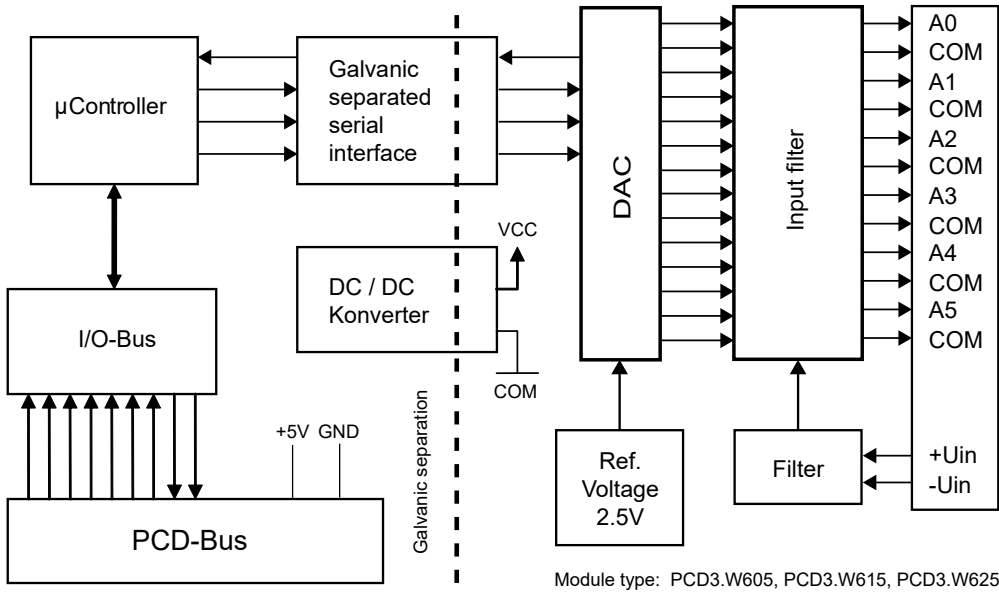 µController
Galvanic
separated
serial
interface
DAC
Input filter
A0
COM
A1
COM
A2
COM
A3
COM
A4
COM
A5
COM
+Uin
-Uin
I/O-Bus
DC / DC
Konverter
VCC
COM
+5V GND
PCD-Bus
Galvanic separation
Ref.
Voltage
2.5V
Filter
Module type: PCD3.W605, PCD3.W615, PCD3.W625